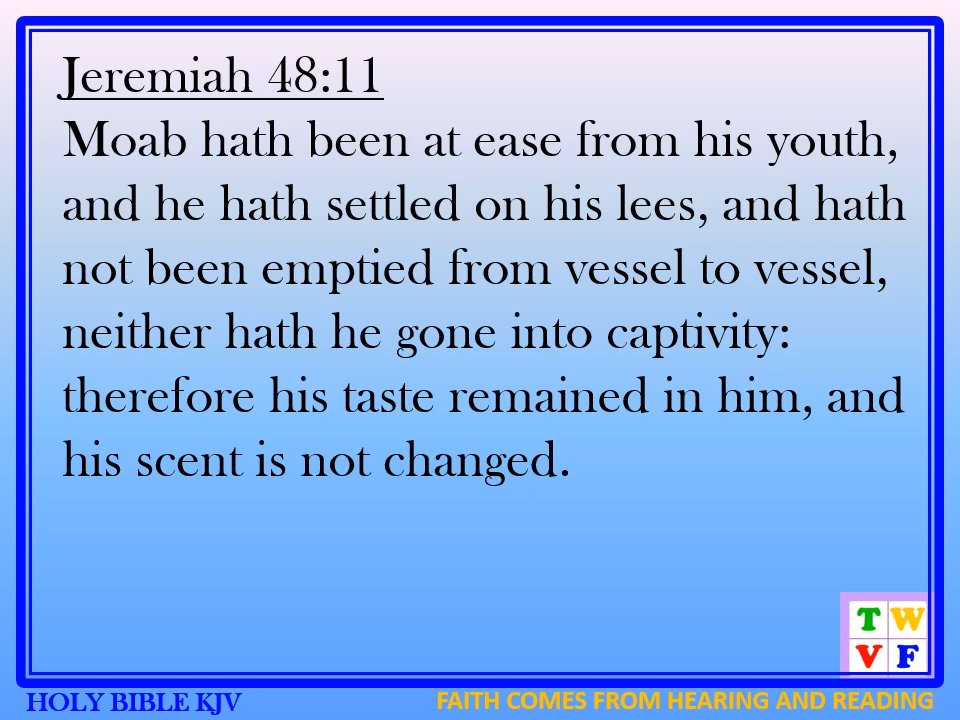 Jeremiah 48:11
Moab hath been at ease from his youth,
and he hath settled on his lees, and hath
not been emptied from vessel to vessel,
neither hath he gone into captivity:
therefore his taste remained in him, and
his scent is not changed.
T W
V F
HOLY BIBLE KJV
FAITH COMES FROM HEARING AND READING